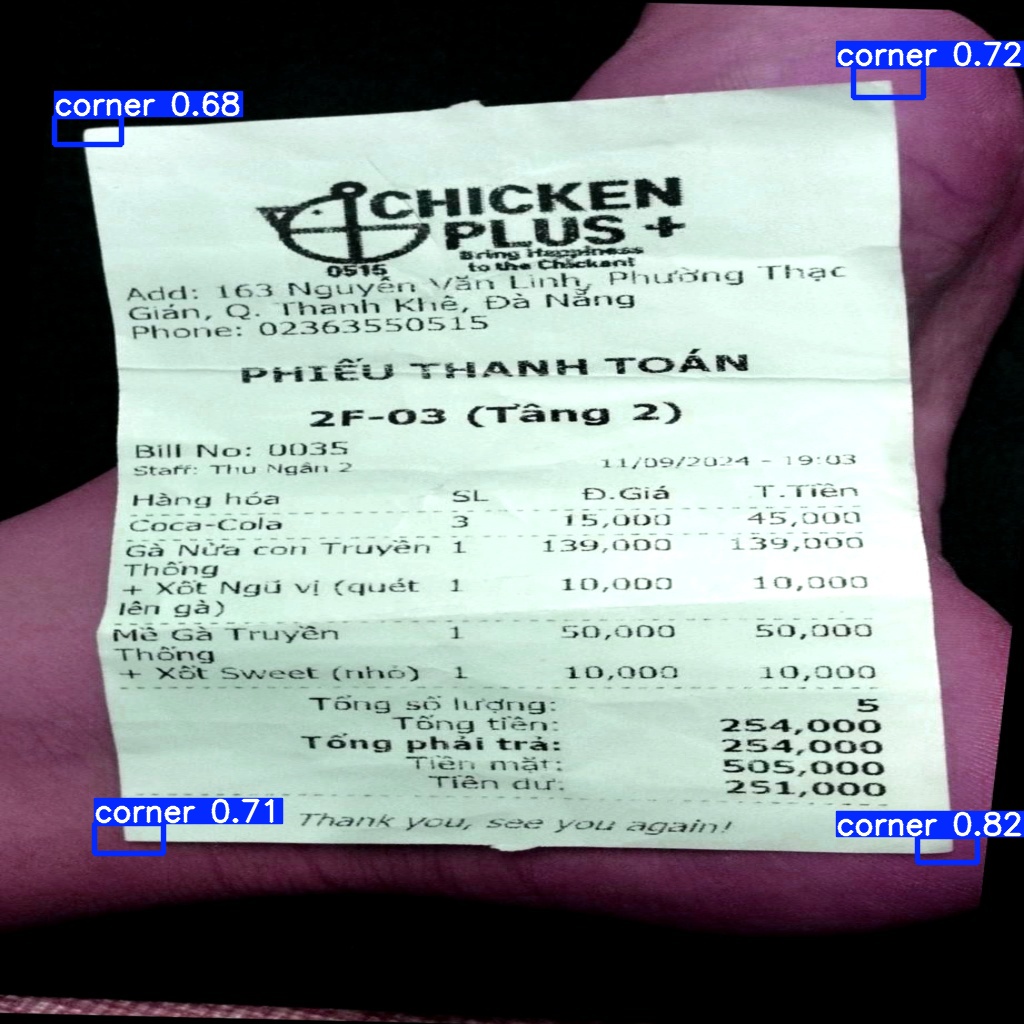 corner 0.72
corner 0.68
CHICKEN
PLUS +
Bring Happiness
to the Chicken!
0515
Add: 163 Nguyễn Văn Linh, Phường Thạc
Gián, Q. Thanh Khê, Đà Nẵng
Phone: 02363550515
PHIẾU THANH TOÁN
2F-03 (Tầng 2)
Bill No: 0035
Staff: Thu Ngân 2 11/09/2024 - 19:03
Hàng hóa SL Đ.Giá T.Tiền
Coca-Cola 3 15,000 45,000
Gà Nửa con Truyền 1 139,000 139,000
Thống
+ Xốt Ngũ vị (quét 1 10,000 10,000
lên gà)
Mề Gà Truyền 1 50,000 50,000
Thống
+ Xốt Sweet (nhỏ) 1 10,000 10,000
Tổng số lượng: 5
Tổng tiền: 254,000
Tổng phải trả: 254,000
Tiền mặt: 505,000
Tiền dư: 251,000
Thank you, see you again!
corner 0.71
corner 0.82